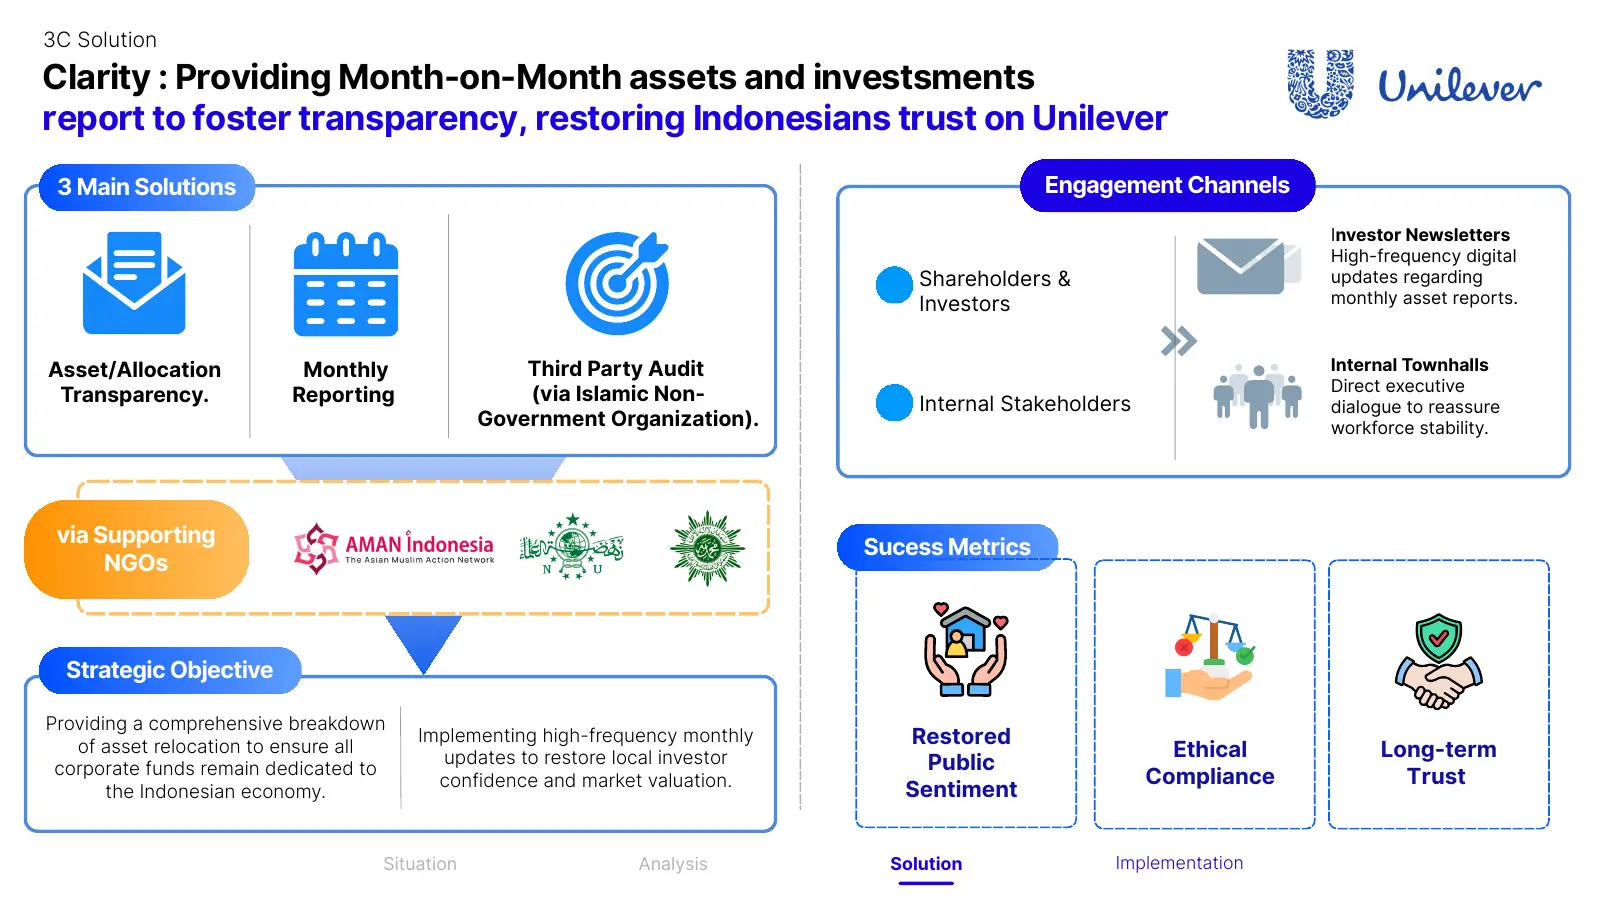 3C Solution
Clarity : Providing Month-on-Month assets and investsments
report to foster transparency, restoring Indonesians trust on Unilever
Unilever
3 Main Solutions
Asset/Allocation
Transparency.
Monthly
Reporting
Third Party Audit
(via Islamic Non-
Government Organization).
via Supporting
NGOs
AMAN Indonesia
The Asian Muslim Action Network
N U
Strategic Objective
Providing a comprehensive breakdown
of asset relocation to ensure all
corporate funds remain dedicated to
the Indonesian economy.
Implementing high-frequency monthly
updates to restore local investor
confidence and market valuation.
Engagement Channels
Shareholders &
Investors
Internal Stakeholders
Investor Newsletters
High-frequency digital
updates regarding
monthly asset reports.
Internal Townhalls
Direct executive
dialogue to reassure
workforce stability.
Sucess Metrics
Restored
Public
Sentiment
Ethical
Compliance
Long-term
Trust
Situation
Analysis
Solution
Implementation